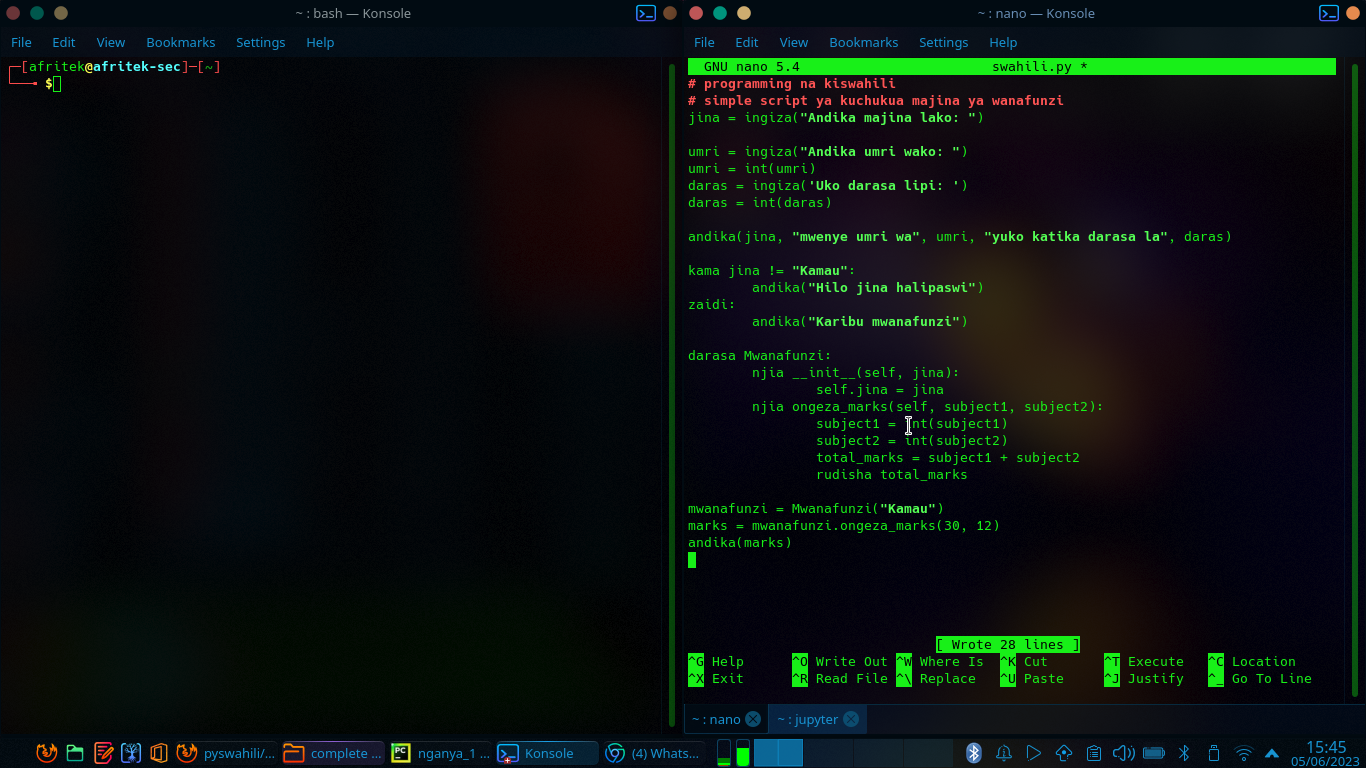 ~ : bash — Konsole
File Edit View Bookmarks Settings Help
┌─[afritek@afritek-sec]─[~]
└──╼ $
~ : nano — Konsole
File Edit View Bookmarks Settings Help
GNU nano 5.4 swahili.py *
# programming na kiswahili
# simple script ya kuchukua majina ya wanafunzi
jina = ingiza("Andika majina lako: ")
umri = ingiza("Andika umri wako: ")
umri = int(umri)
daras = ingiza('Uko darasa lipi: ')
daras = int(daras)
andika(jina, "mwenye umri wa", umri, "yuko katika darasa la", daras)
kama jina != "Kamau":
andika("Hilo jina halipaswi")
zaidi:
andika("Karibu mwanafunzi")
darasa Mwanafunzi:
njia __init__(self, jina):
self.jina = jina
njia ongeza_marks(self, subject1, subject2):
subject1 = int(subject1)
subject2 = int(subject2)
total_marks = subject1 + subject2
rudisha total_marks
mwanafunzi = Mwanafunzi("Kamau")
marks = mwanafunzi.ongeza_marks(30, 12)
andika(marks)
[ Wrote 28 lines ]
^G Help ^O Write Out ^W Where Is ^K Cut ^T Execute ^C Location
^X Exit ^R Read File ^\ Replace ^U Paste ^J Justify ^_ Go To Line
~ : nano ~ : jupyter
pyswahili/... complete ... PC nganya_1 ... Konsole (4) Whats... 15:45
05/06/2023